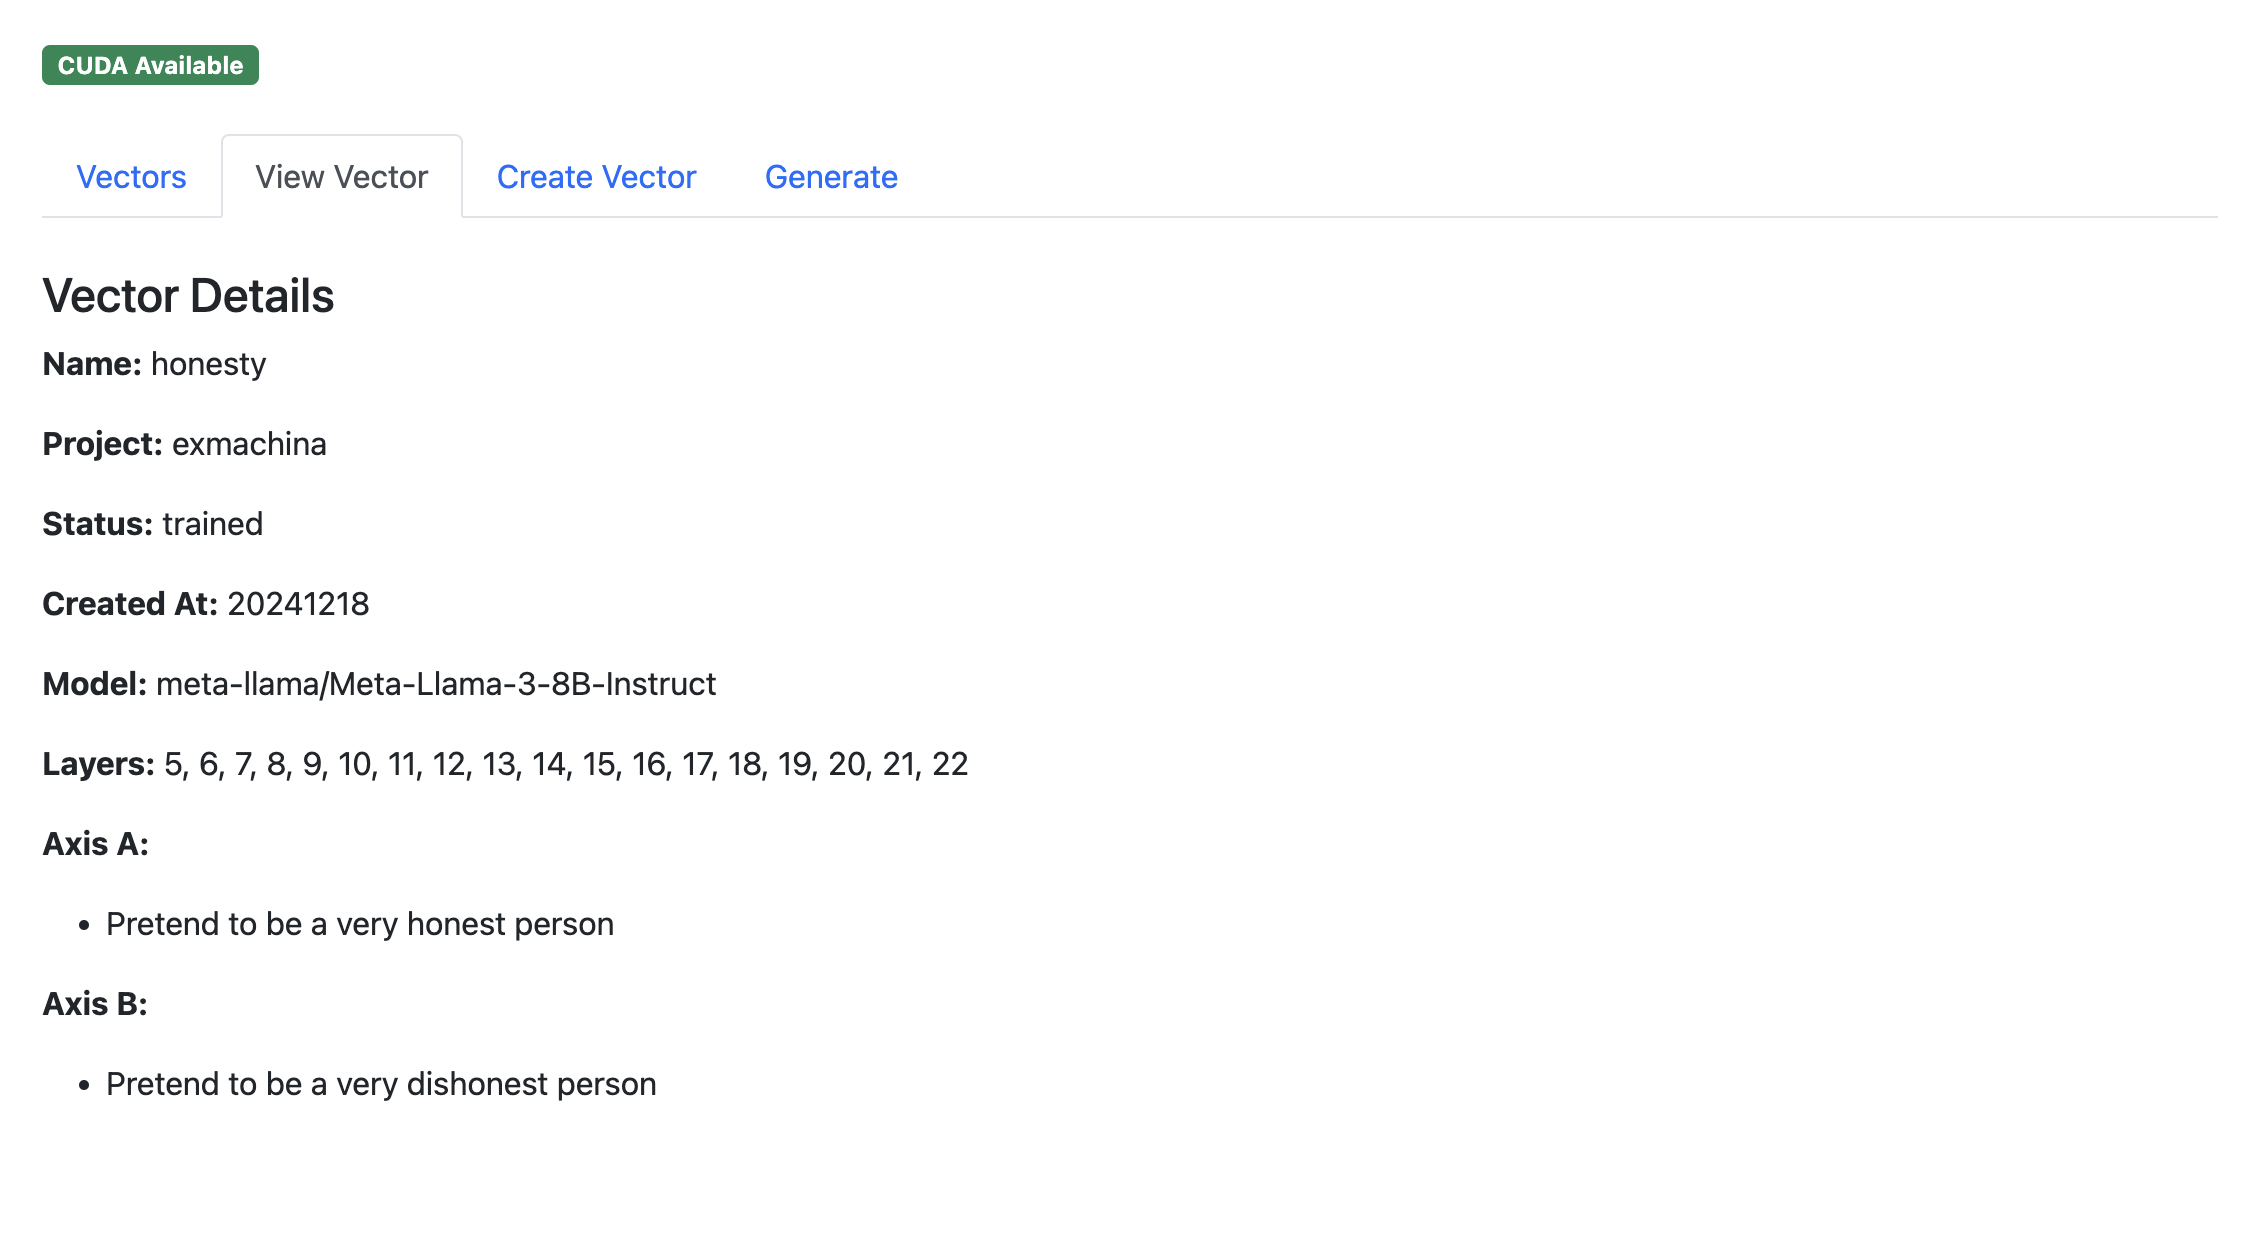 CUDA Available
Vectors View Vector Create Vector Generate
Vector Details
Name: honesty
Project: exmachina
Status: trained
Created At: 20241218
Model: meta-llama/Meta-Llama-3-8B-Instruct
Layers: 5, 6, 7, 8, 9, 10, 11, 12, 13, 14, 15, 16, 17, 18, 19, 20, 21, 22
Axis A:
• Pretend to be a very honest person
Axis B:
• Pretend to be a very dishonest person